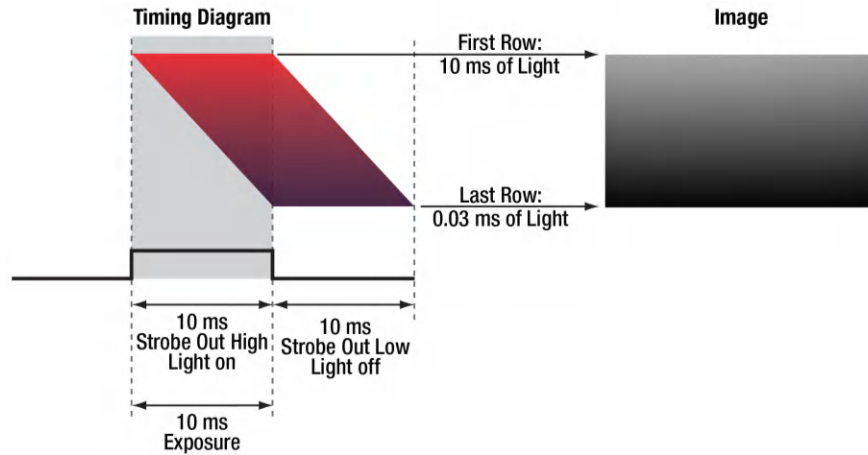 Timing Diagram
Image
First Row:
10 ms of Light
Last Row:
0.03 ms of Light
10 ms
Strobe Out High
Light on
10 ms
Strobe Out Low
Light off
10 ms
Exposure